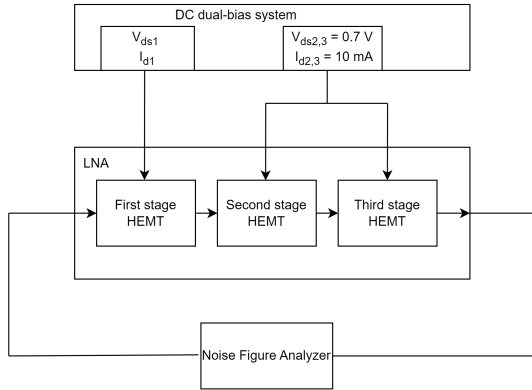 DC dual-bias system
V_ds1
I_d1
V_ds2,3 = 0.7 V
I_d2,3 = 10 mA
LNA
First stage
HEMT
Second stage
HEMT
Third stage
HEMT
Noise Figure Analyzer